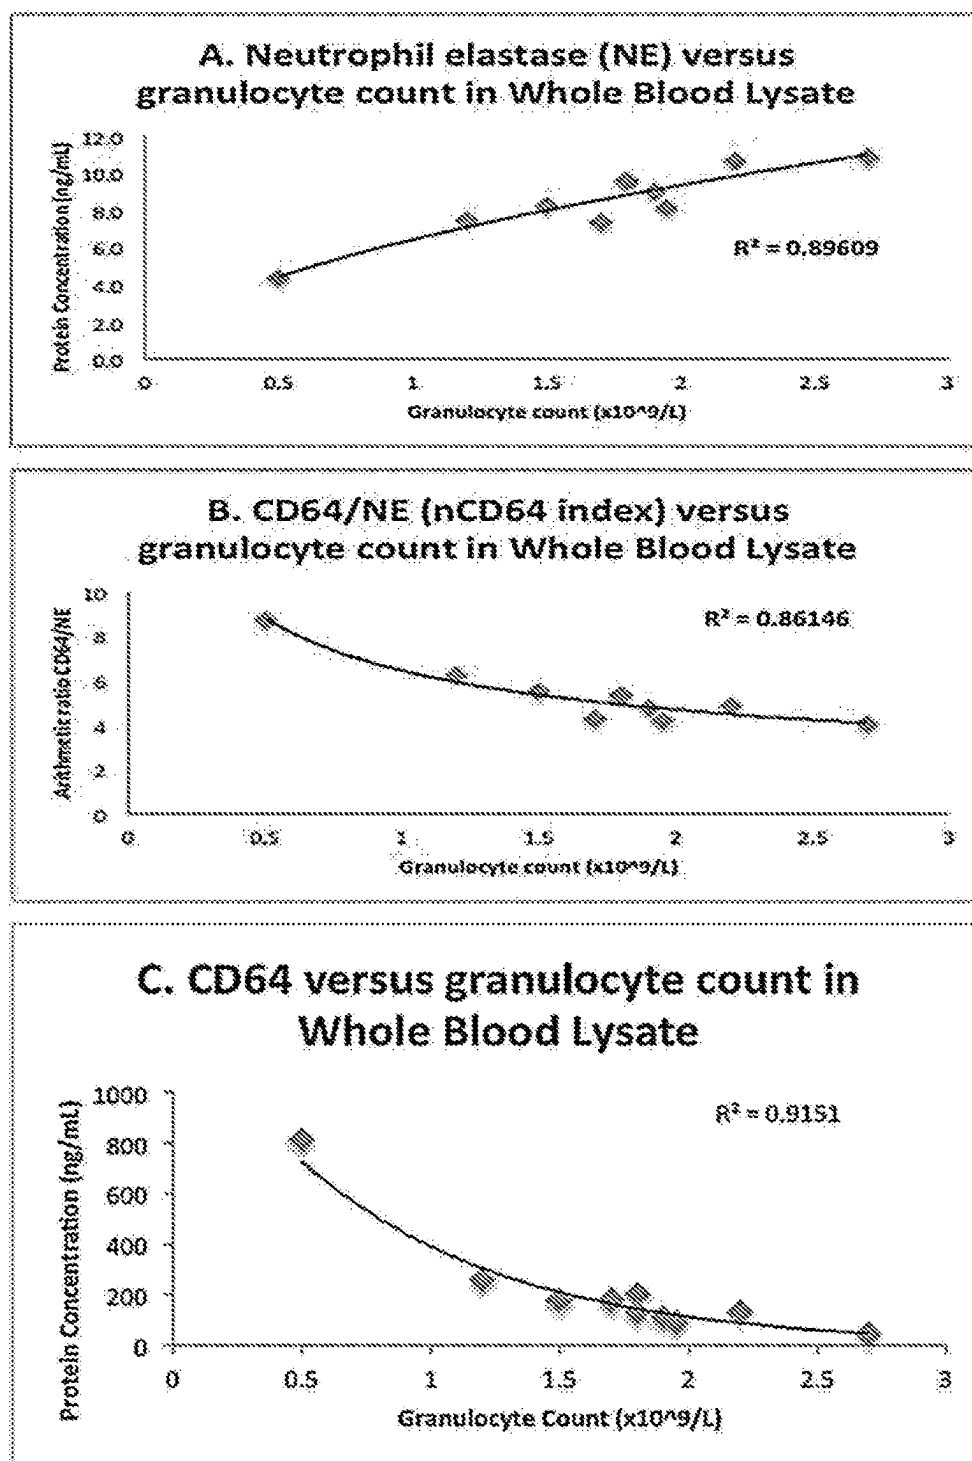 A. Neutrophil elastase (NE) versus
granulocyte count in Whole Blood Lysate
Protein Concentration (ng/mL)
12.0
10.0
8.0
6.0
4.0
2.0
0.0
R² = 0.89609
0 0.5 1 1.5 2 2.5 3
Granulocyte count (x10^9/L)
B. CD64/NE (nCD64 index) versus
granulocyte count in Whole Blood Lysate
Arithmetic ratio CD64/NE
10
8
6
4
2
0
R² = 0.86146
0 0.5 1 1.5 2 2.5 3
Granulocyte count (x10^9/L)
C. CD64 versus granulocyte count in
Whole Blood Lysate
Protein Concentration (ng/mL)
1000
800
600
400
200
0
R² = 0.9151
0 0.5 1 1.5 2 2.5 3
Granulocyte Count (x10^9/L)